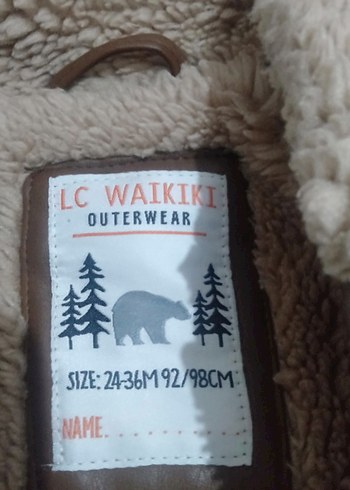 LC WAIKIKI
OUTERWEAR
SIZE: 24-36M 92/98CM
NAME. . . . . . . . .